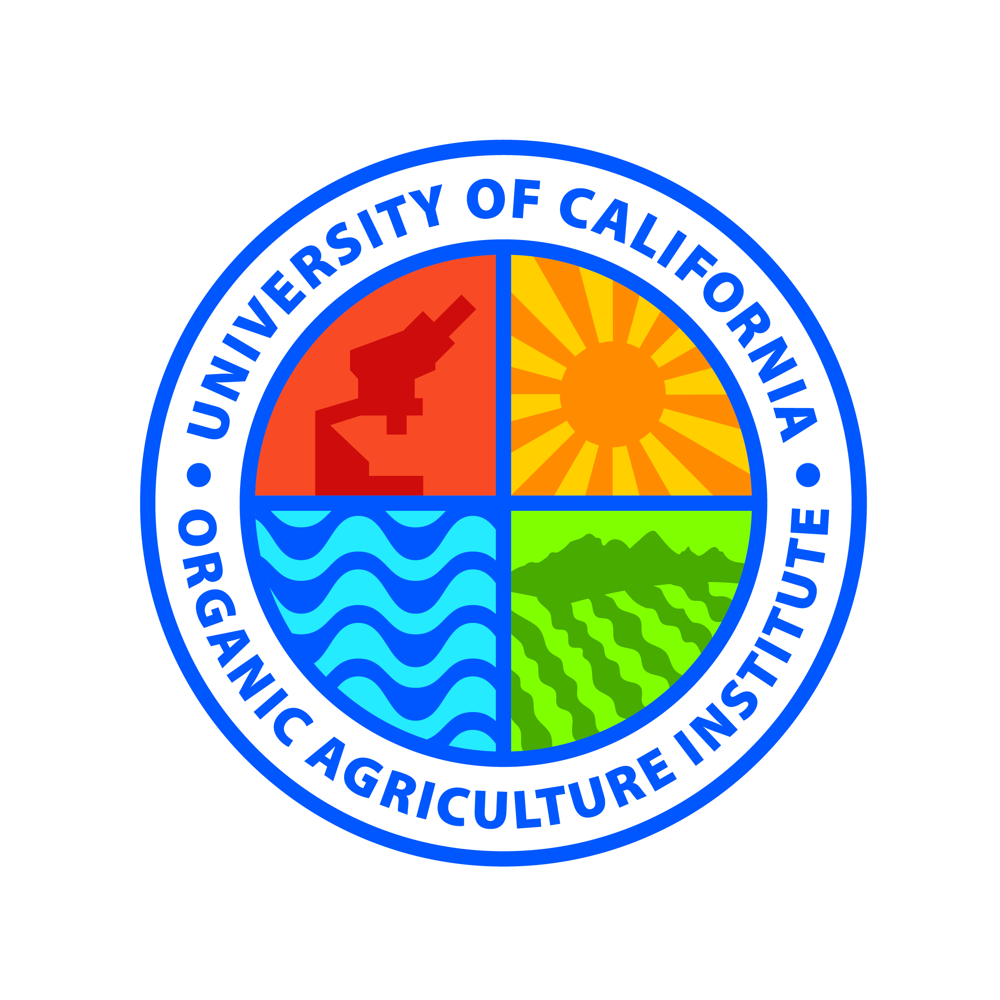 UNIVERSITY OF CALIFORNIA
ORGANIC AGRICULTURE INSTITUTE